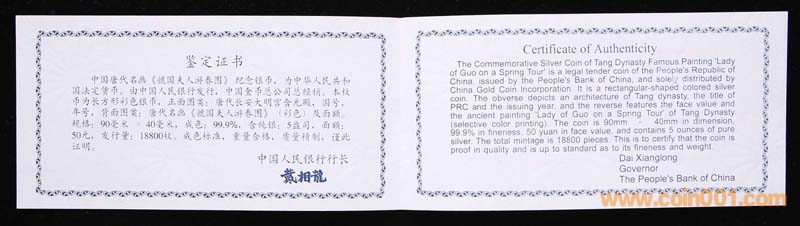 鉴定证书
中国唐代名画《虢国夫人游春图》纪念银币，为中华人民共和
国法定货币。由中国人民银行发行，中国金币总公司总经销。本枚
币为长方形彩色银币，正面图案：唐代长安大明宫含元殿，国号，
年号，背面图案：唐代名画《虢国夫人游春图》（彩色）及面额。
规格：90毫米 × 40毫米，成色：99.9%，含纯银：5盎司，面额：
50元，发行量：18800枚。成色标准，重量合格，质量精制，谨此
证明。
中国人民银行行长
戴相龍
Certificate of Authenticity
The Commemorative Silver Coin of Tang Dynasty Famous Painting 'Lady
of Guo on a Spring Tour' is a legal tender coin of the People's Republic of
China, issued by the People's Bank of China, and solely distributed by
China Gold Coin Incorporation. It is a rectangular-shaped colored silver
coin. The obverse depicts an architecture of Tang dynasty, the title of
PRC and the issuing year, and the reverse features the face value and
the ancient painting 'Lady of Guo on a Spring Tour' of Tang Dynasty
(selective color printing). The coin is 90mm × 40mm in dimension,
99.9% in fineness, 50 yuan in face value, and contains 5 ounces of pure
silver. The total mintage is 18800 pieces. This is to certify that the coin is
proof in quality and is up to standard as to its fineness and weight.
Dai Xianglong
Governor
The People's Bank of China
www.coin001.com